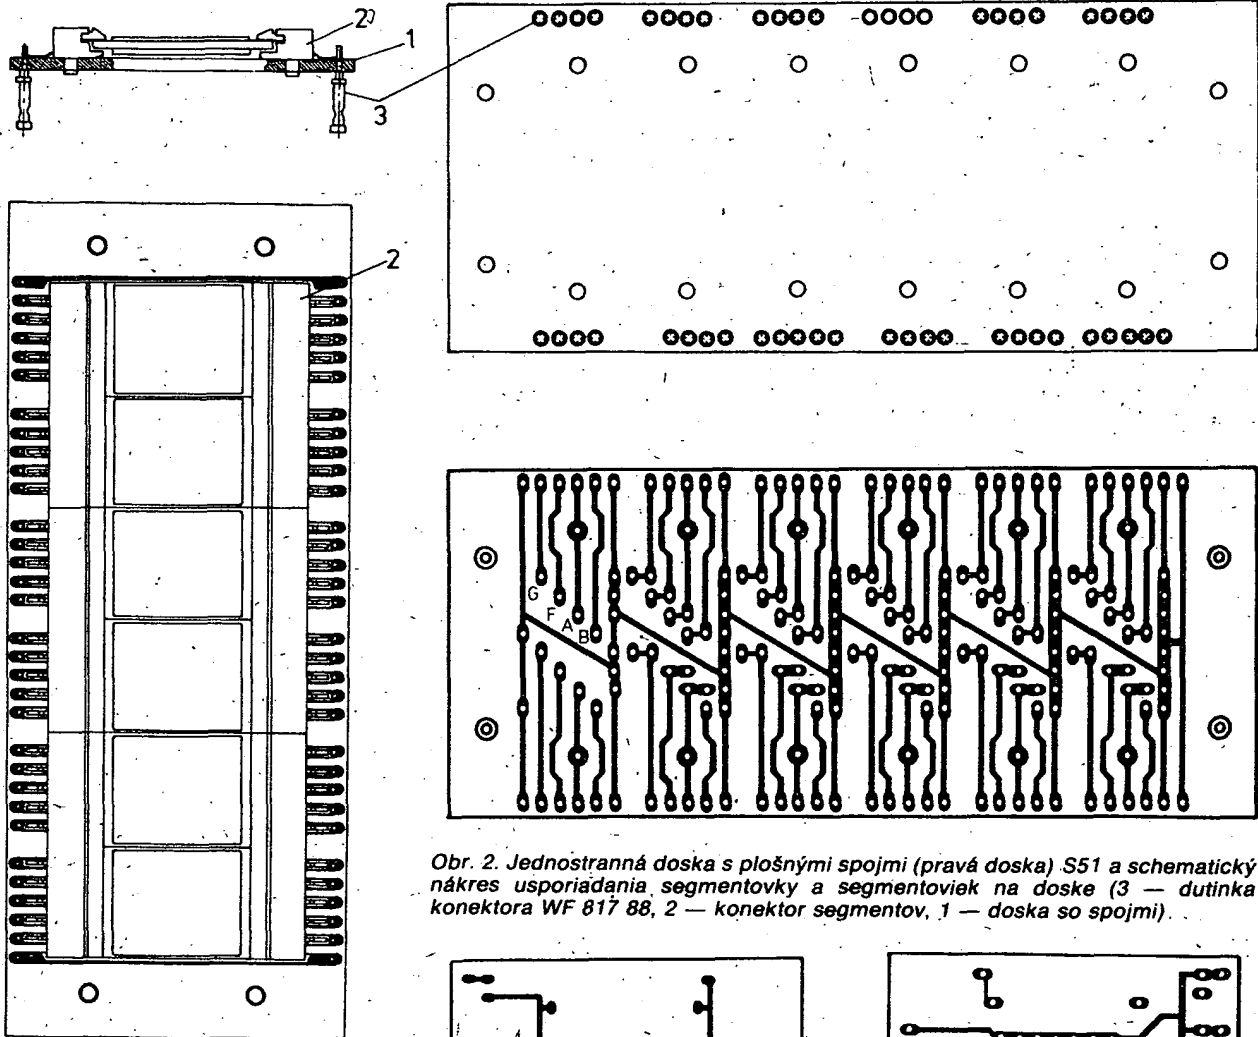 2
1
3
2
G
F
A
B
Obr. 2. Jednostranná doska s plošnými spojmi (pravá doska) S51 a schematický
nákres usporiadania segmentovky a segmentoviek na doske (3 — dutinka
konektora WF 817 88, 2 — konektor segmentov, 1 — doska so spojmi).